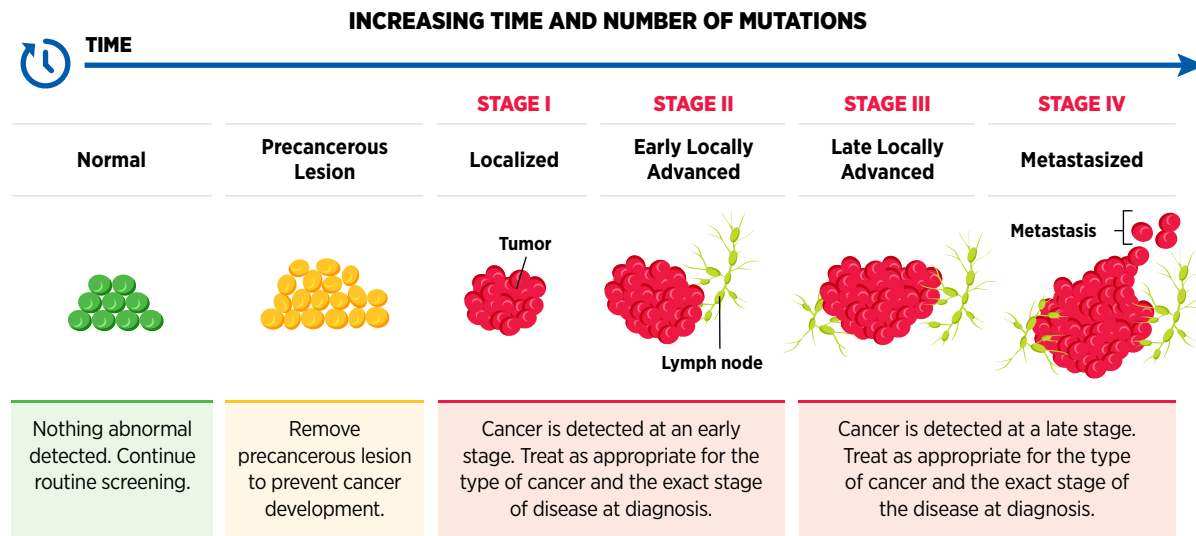 INCREASING TIME AND NUMBER OF MUTATIONS
TIME
STAGE I
STAGE II
STAGE III
STAGE IV
Normal
Precancerous
Lesion
Localized
Early Locally
Advanced
Late Locally
Advanced
Metastasized
Tumor
Lymph node
Metastasis
Nothing abnormal
detected. Continue
routine screening.
Remove
precancerous lesion
to prevent cancer
development.
Cancer is detected at an early
stage. Treat as appropriate for the
type of cancer and the exact stage
of disease at diagnosis.
Cancer is detected at a late stage.
Treat as appropriate for the type
of cancer and the exact stage of
the disease at diagnosis.